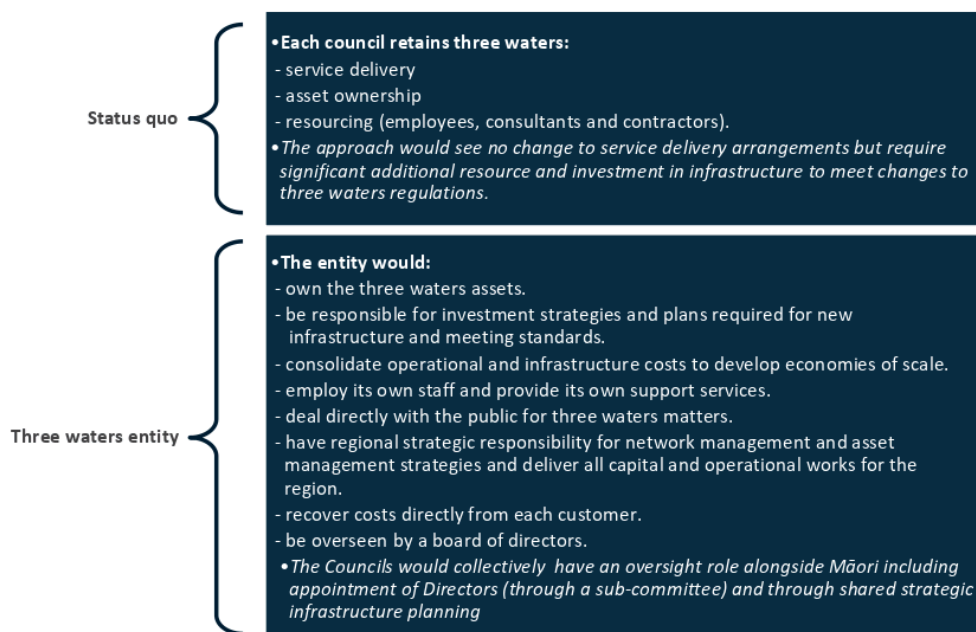 Status quo
•Each council retains three waters:
- service delivery
- asset ownership
- resourcing (employees, consultants and contractors).
•The approach would see no change to service delivery arrangements but require
significant additional resource and investment in infrastructure to meet changes to
three waters regulations.
Three waters entity
•The entity would:
- own the three waters assets.
- be responsible for investment strategies and plans required for new
infrastructure and meeting standards.
- consolidate operational and infrastructure costs to develop economies of scale.
- employ its own staff and provide its own support services.
- deal directly with the public for three waters matters.
- have regional strategic responsibility for network management and asset
management strategies and deliver all capital and operational works for the
region.
- recover costs directly from each customer.
- be overseen by a board of directors.
•The Councils would collectively have an oversight role alongside Māori including
appointment of Directors (through a sub-committee) and through shared strategic
infrastructure planning